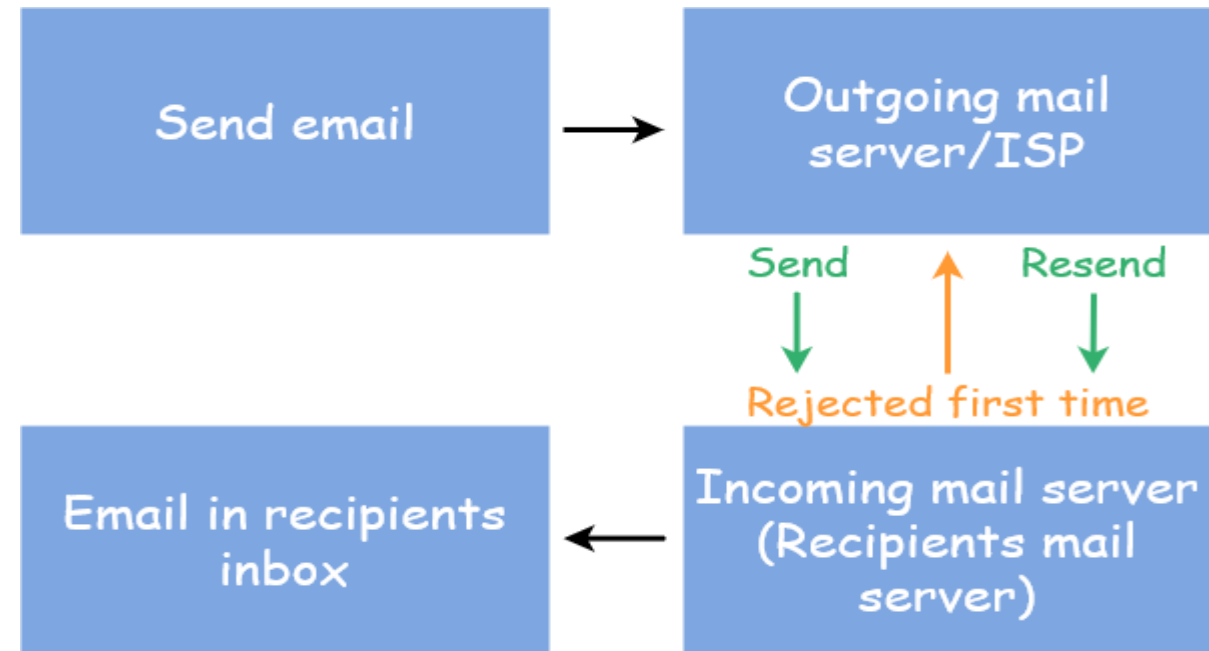 Send email
Outgoing mail
server/ISP
Send
Resend
Rejected first time
Email in recipients
inbox
Incoming mail server
(Recipients mail
server)